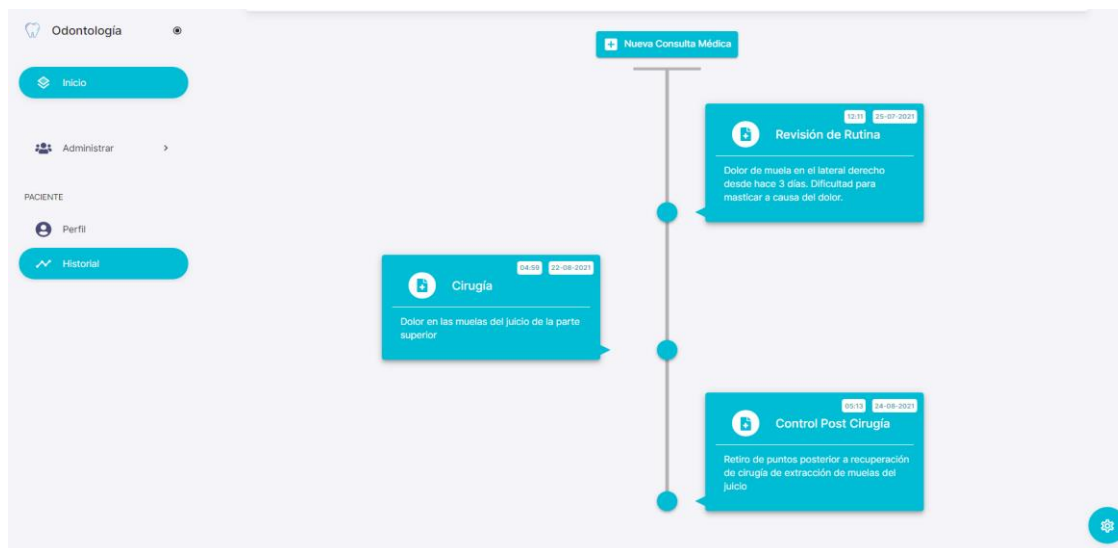 Odontología
Inicio
Administrar
PACIENTE
Perfil
Historial
Nueva Consulta Médica
12:11 25-07-2021
Revisión de Rutina
Dolor de muela en el lateral derecho
desde hace 3 días. Dificultad para
masticar a causa del dolor.
04:59 22-08-2021
Cirugía
Dolor en las muelas del juicio de la parte
superior
05:13 24-08-2021
Control Post Cirugía
Retiro de puntos posterior a recuperación
de cirugía de extracción de muelas del
juicio